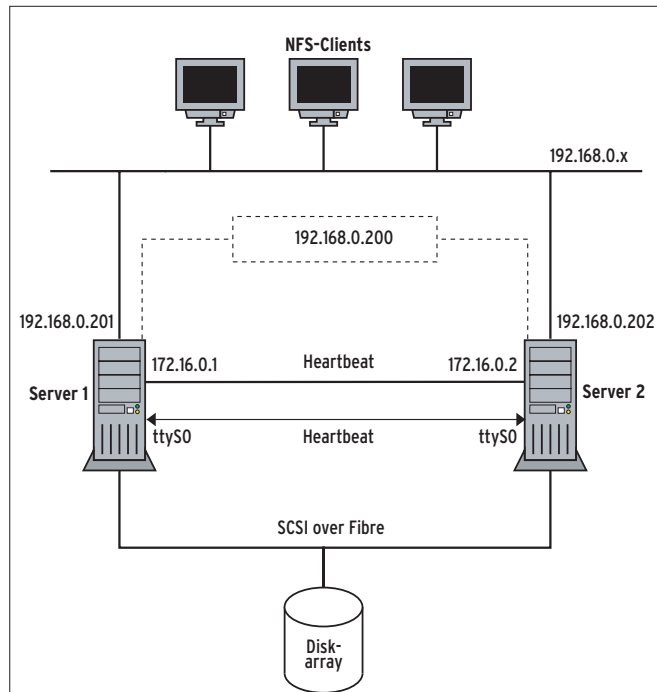 NFS-Clients
192.168.0.x
192.168.0.200
192.168.0.201
192.168.0.202
172.16.0.1
Heartbeat
172.16.0.2
Server 1
Server 2
ttyS0
Heartbeat
ttyS0
SCSI over Fibre
Disk-
array